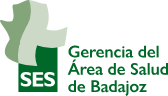 SES
Gerencia del
Área de Salud
de Badajoz